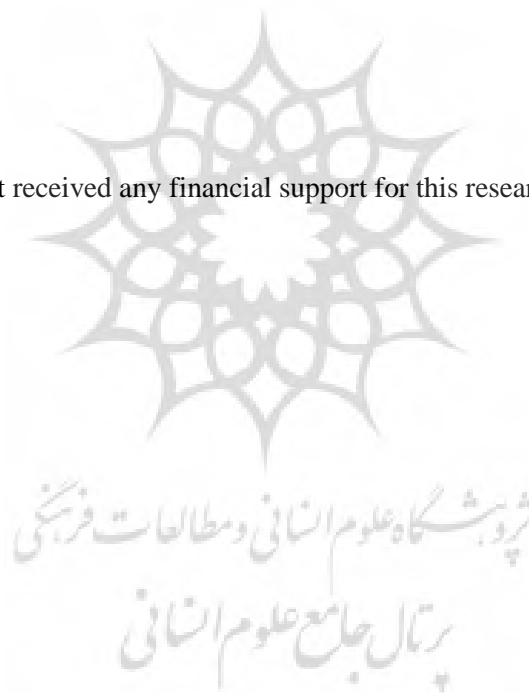 t received any financial support for this resear
پژوهشگاه علوم انسانی و مطالعات فرهنگی
پرتال جامع علوم انسانی